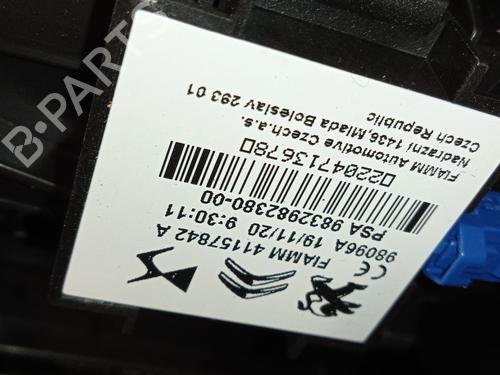 FIAMM 41157842 A
98096A 19/11/20 9:30:11
PSA 9832982380-00
D22047136780
FIAMM Automotive Czech,a.s.
Nadrazni 1436, Mlada Boleslav 293 01
Czech Republic
B-PARTS